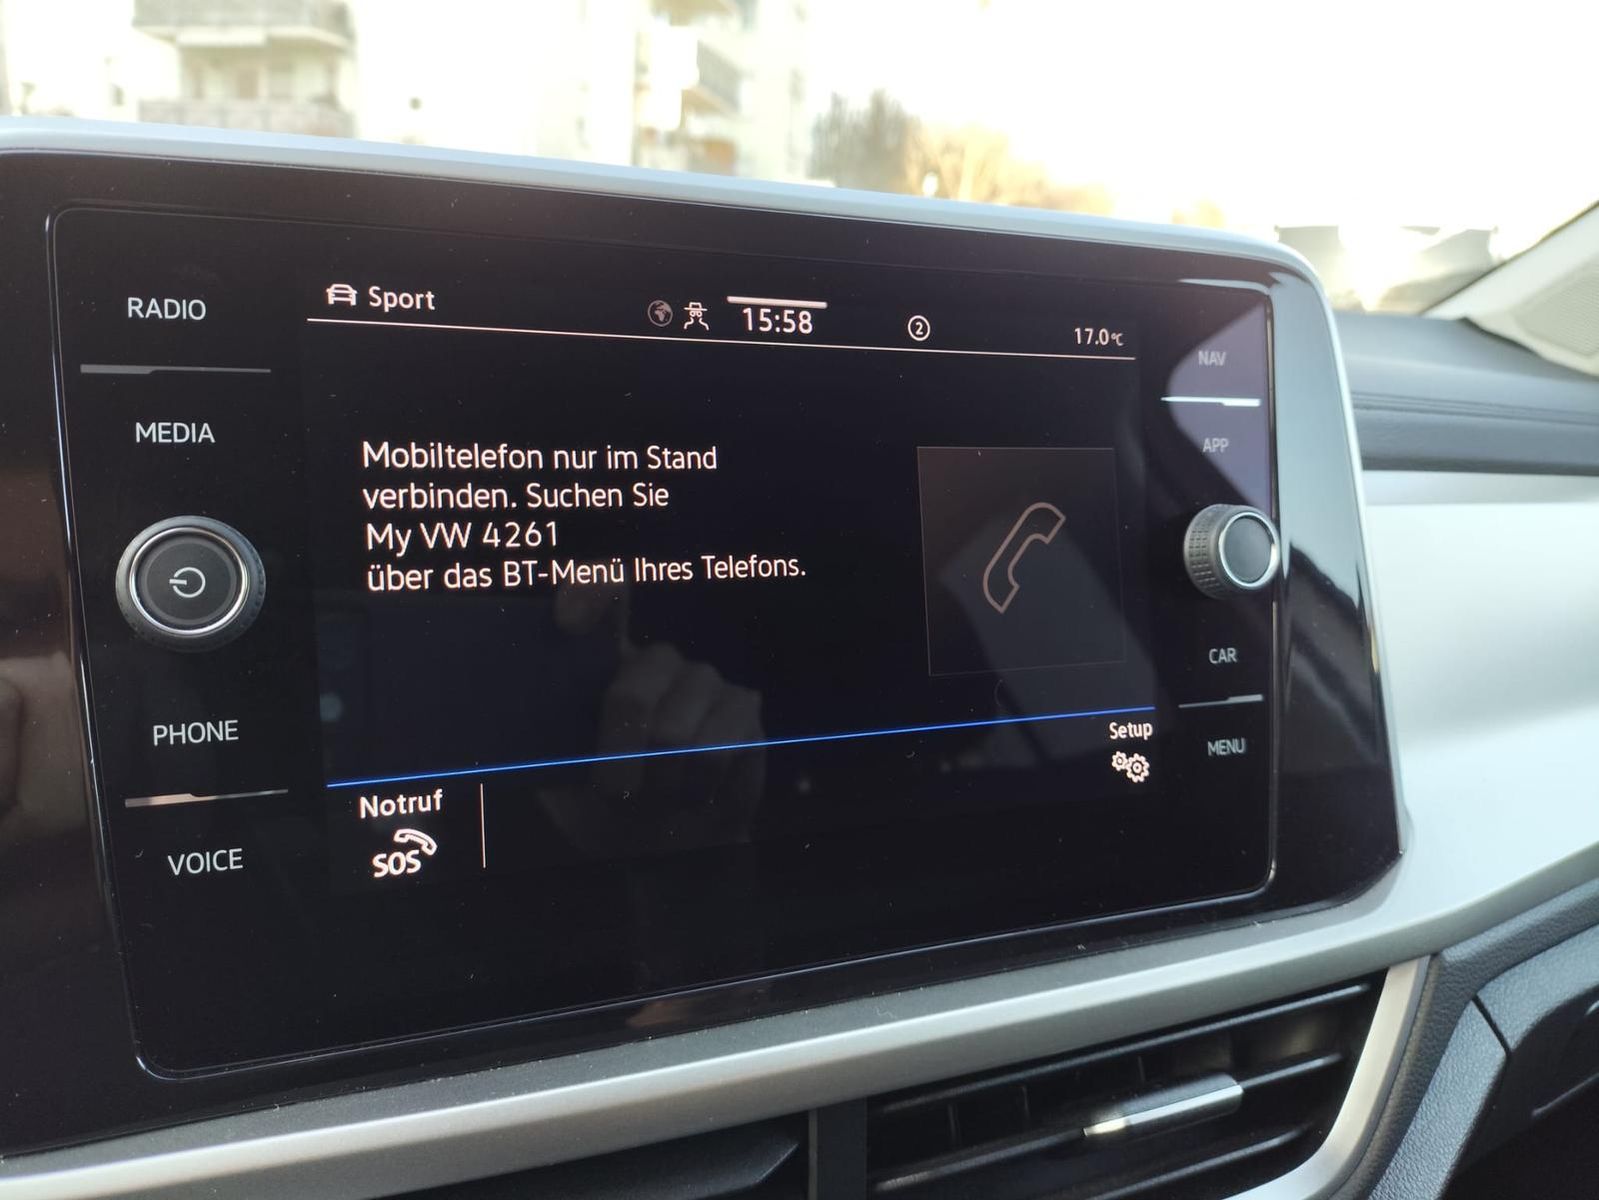 RADIO
MEDIA
PHONE
VOICE
Sport
15:58
2
17.0°C
Mobiltelefon nur im Stand
verbinden. Suchen Sie
My VW 4261
über das BT-Menü Ihres Telefons.
Setup
Notruf
SOS
NAV
APP
CAR
MENU